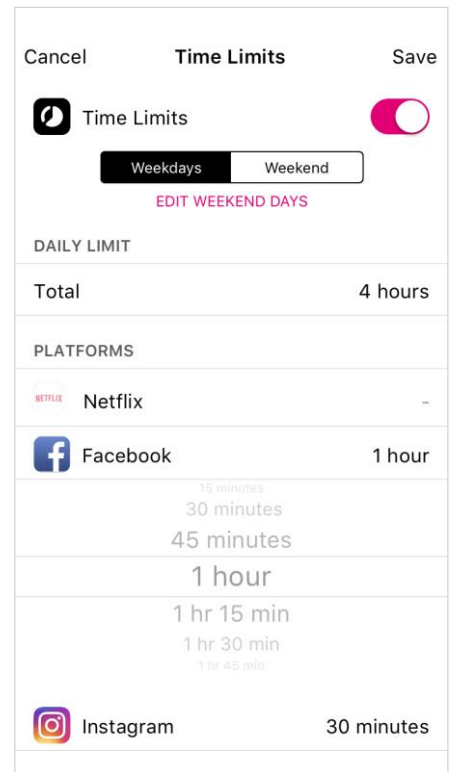 Cancel Time Limits Save
Time Limits
Weekdays Weekend
EDIT WEEKEND DAYS
DAILY LIMIT
Total 4 hours
PLATFORMS
NETFLIX Netflix -
f Facebook 1 hour
15 minutes
30 minutes
45 minutes
1 hour
1 hr 15 min
1 hr 30 min
1 hr 45 min
Instagram 30 minutes